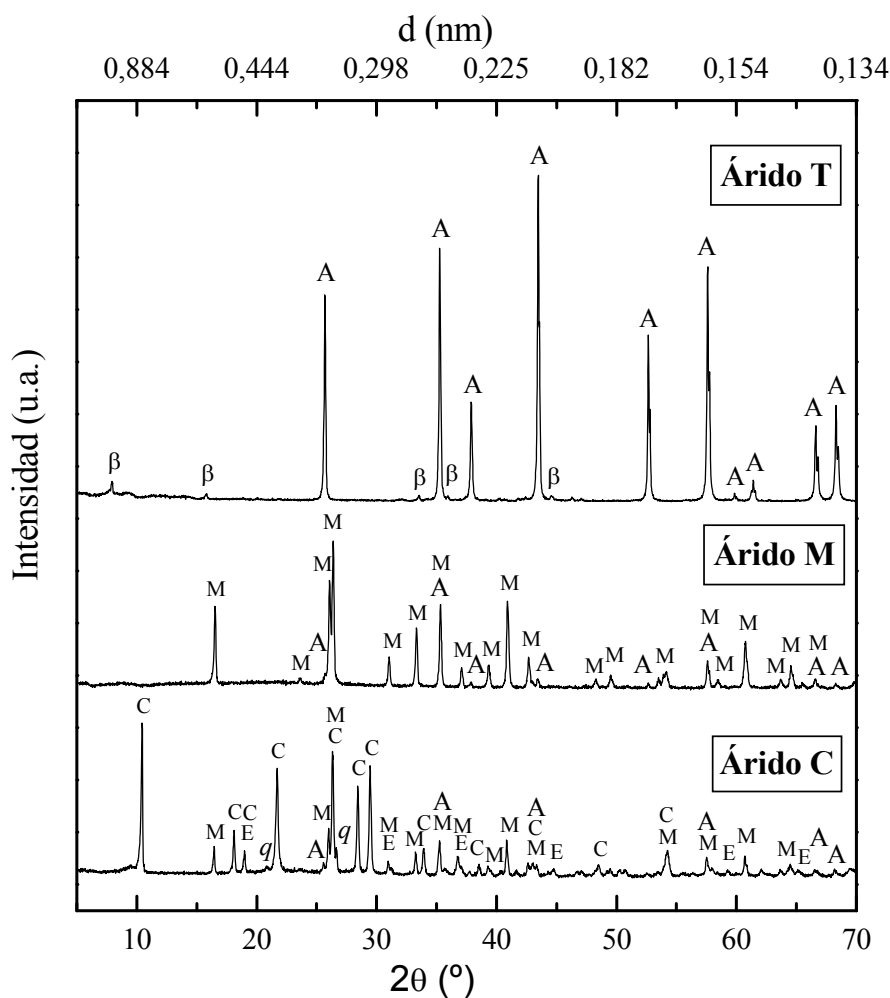 d (nm)
0,884 0,444 0,298 0,225 0,182 0,154 0,134
Intensidad (u.a.)
Árido T
β β A β A β A A β A A A A A A
Árido M
M M A M M M M M A M A M A M M A M M M A M M A M M M M A A
Árido C
C M C C E q C A M M C q C C M E M C A M M E C M M A C M E C C M A M E M M E A A
10 20 30 40 50 60 70
2θ (º)